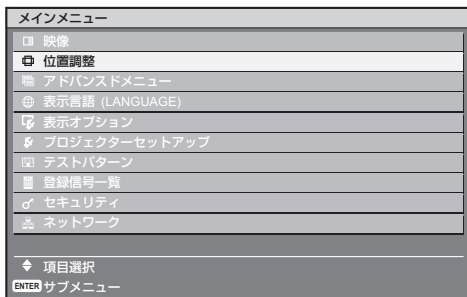 メインメニュー
映像
位置調整
アドバンスドメニュー
表示言語 (LANGUAGE)
表示オプション
プロジェクターセットアップ
テストパターン
登録信号一覧
セキュリティ
ネットワーク
項目選択
ENTER サブメニュー